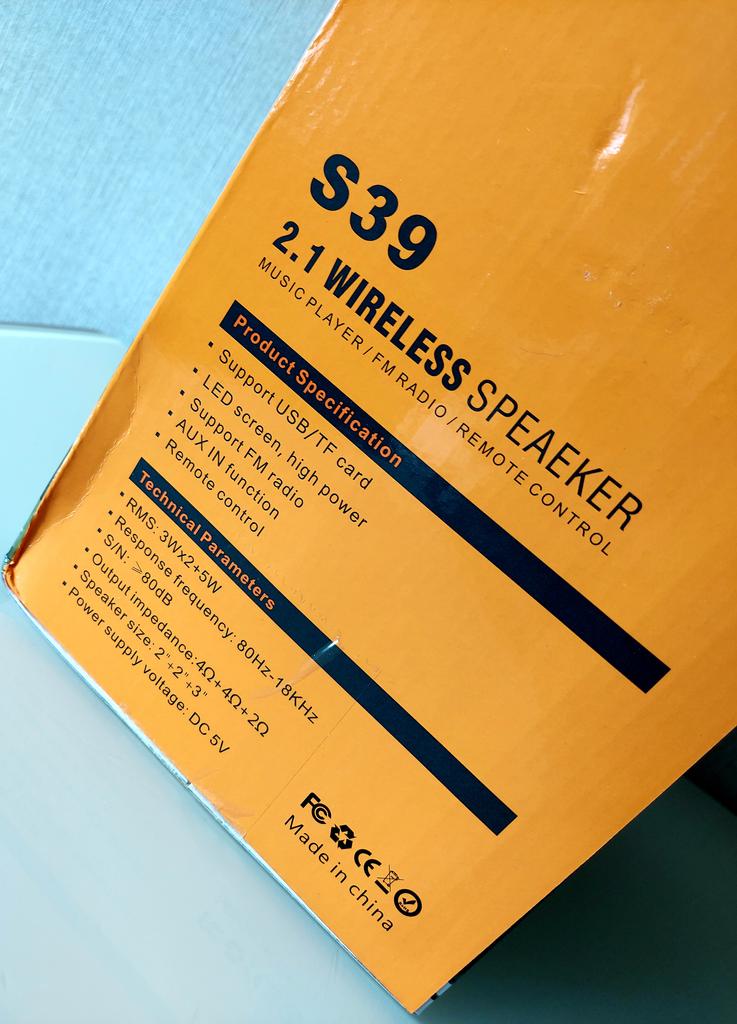 S39
2.1 WIRELESS SPEAEKER
MUSIC PLAYER / FM RADIO / REMOTE CONTROL
Product Specification
▪ Support USB/TF card
▪ LED screen, high power
▪ Support FM radio
▪ AUX IN function
▪ Remote control
Technical Parameters
▪ RMS: 3Wx2+5W
▪ Response frequency: 80Hz-18KHz
▪ S/N: ⩾80dB
▪ Output impedance: 4Ω+4Ω+2Ω
▪ Speaker size: 2"+2"+3"
▪ Power supply voltage: DC 5V
FC CE
Made in china